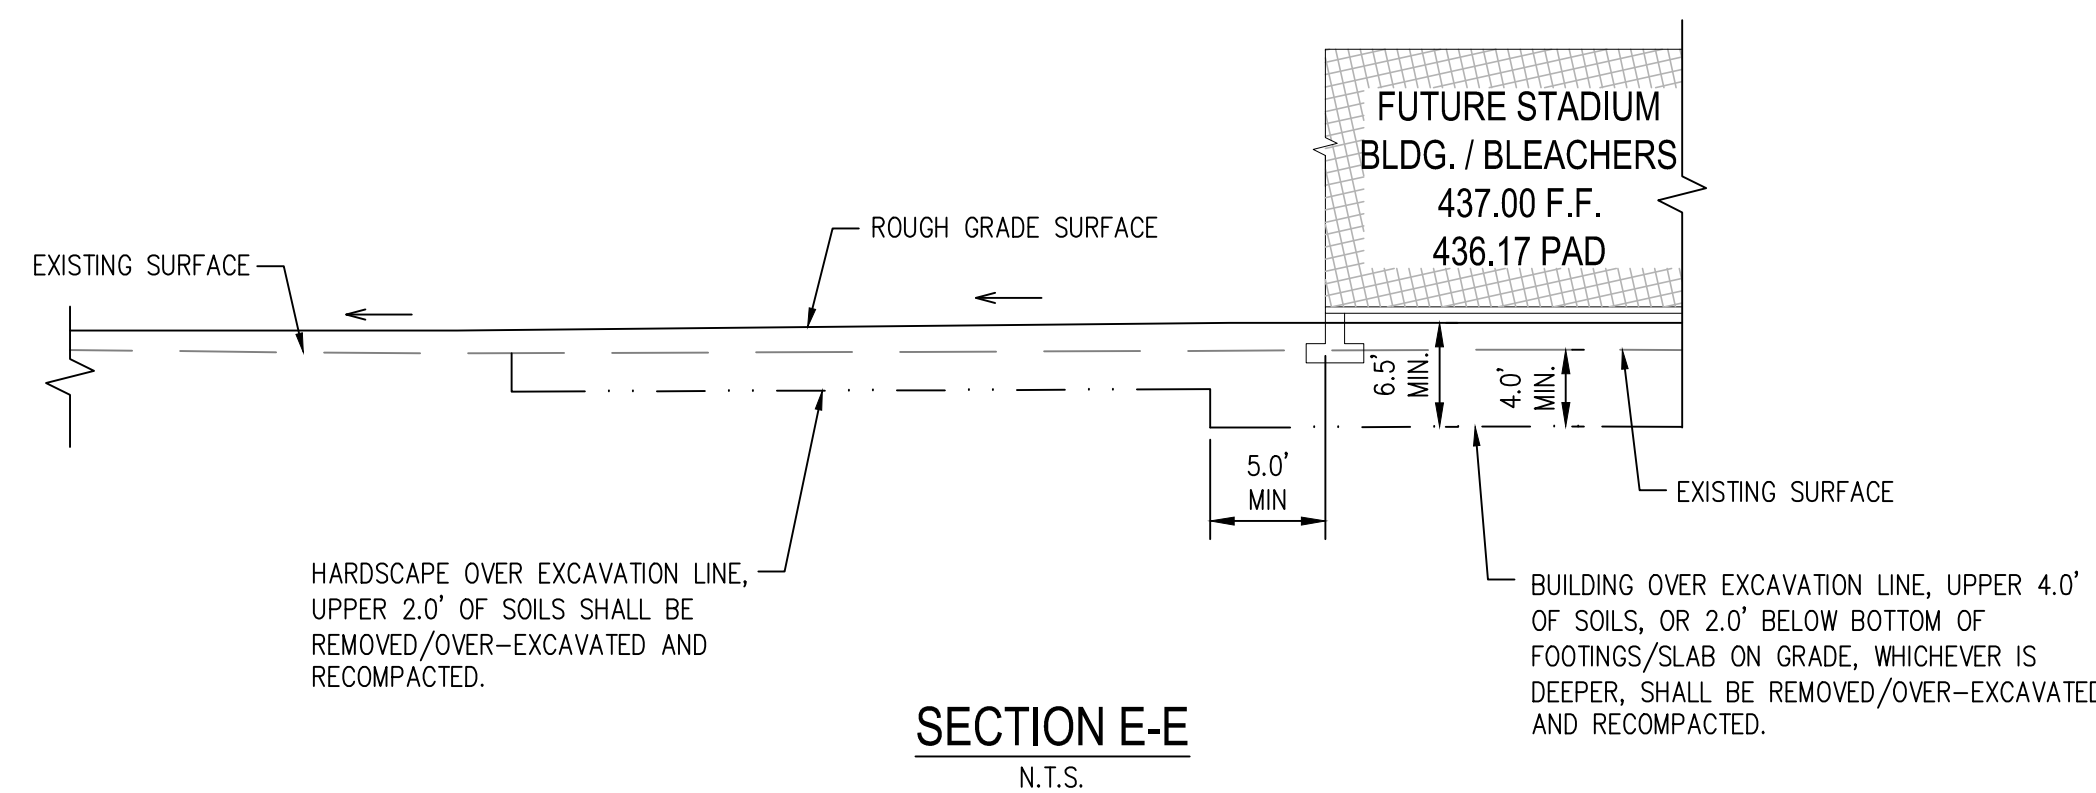 FUTURE STADIUM
BLDG. / BLEACHERS
437.00 F.F.
436.17 PAD
ROUGH GRADE SURFACE
EXISTING SURFACE
6.5'
MIN.
4.0'
MIN.
5.0'
MIN
EXISTING SURFACE
HARDSCAPE OVER EXCAVATION LINE,
UPPER 2.0' OF SOILS SHALL BE
REMOVED/OVER-EXCAVATED AND
RECOMPACTED.
BUILDING OVER EXCAVATION LINE, UPPER 4.0'
OF SOILS, OR 2.0' BELOW BOTTOM OF
FOOTINGS/SLAB ON GRADE, WHICHEVER IS
DEEPER, SHALL BE REMOVED/OVER-EXCAVATED
AND RECOMPACTED.
SECTION E-E
N.T.S.